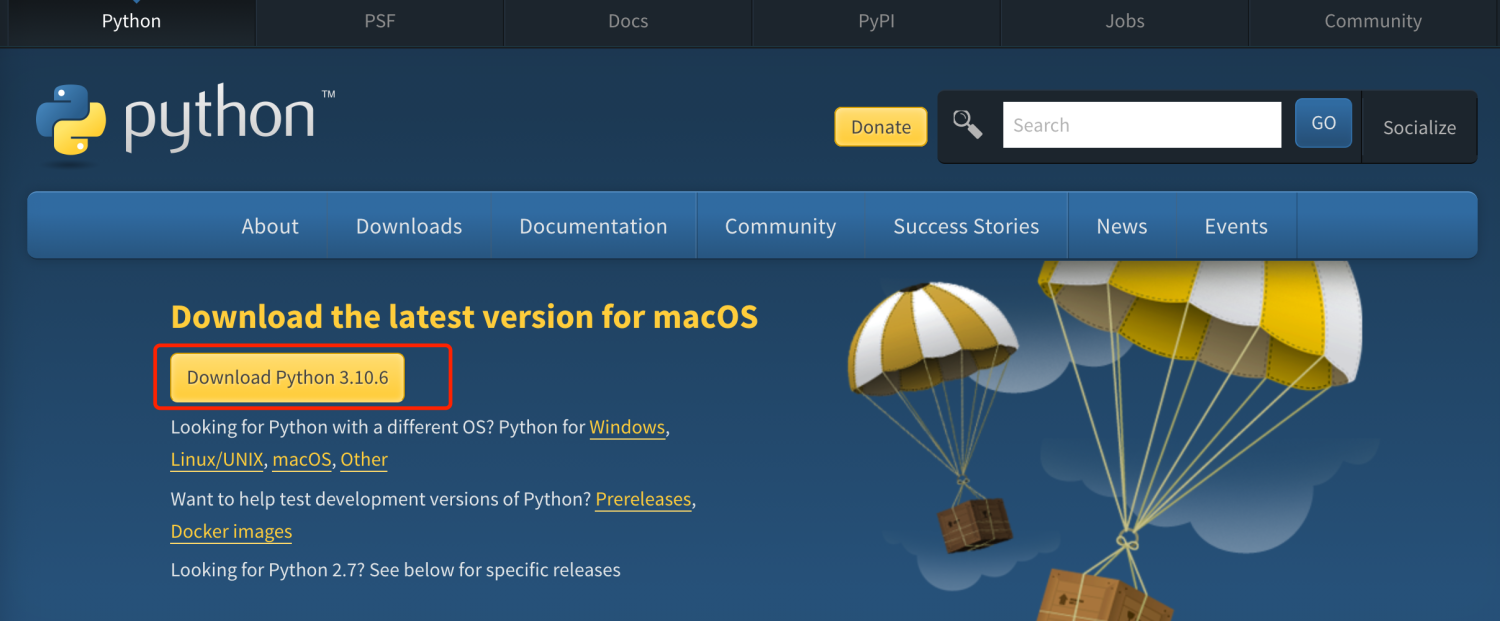 Python PSF Docs PyPI Jobs Community
python™
Donate Search GO Socialize
About Downloads Documentation Community Success Stories News Events
Download the latest version for macOS
Download Python 3.10.6
Looking for Python with a different OS? Python for Windows,
Linux/UNIX, macOS, Other
Want to help test development versions of Python? Prereleases,
Docker images
Looking for Python 2.7? See below for specific releases